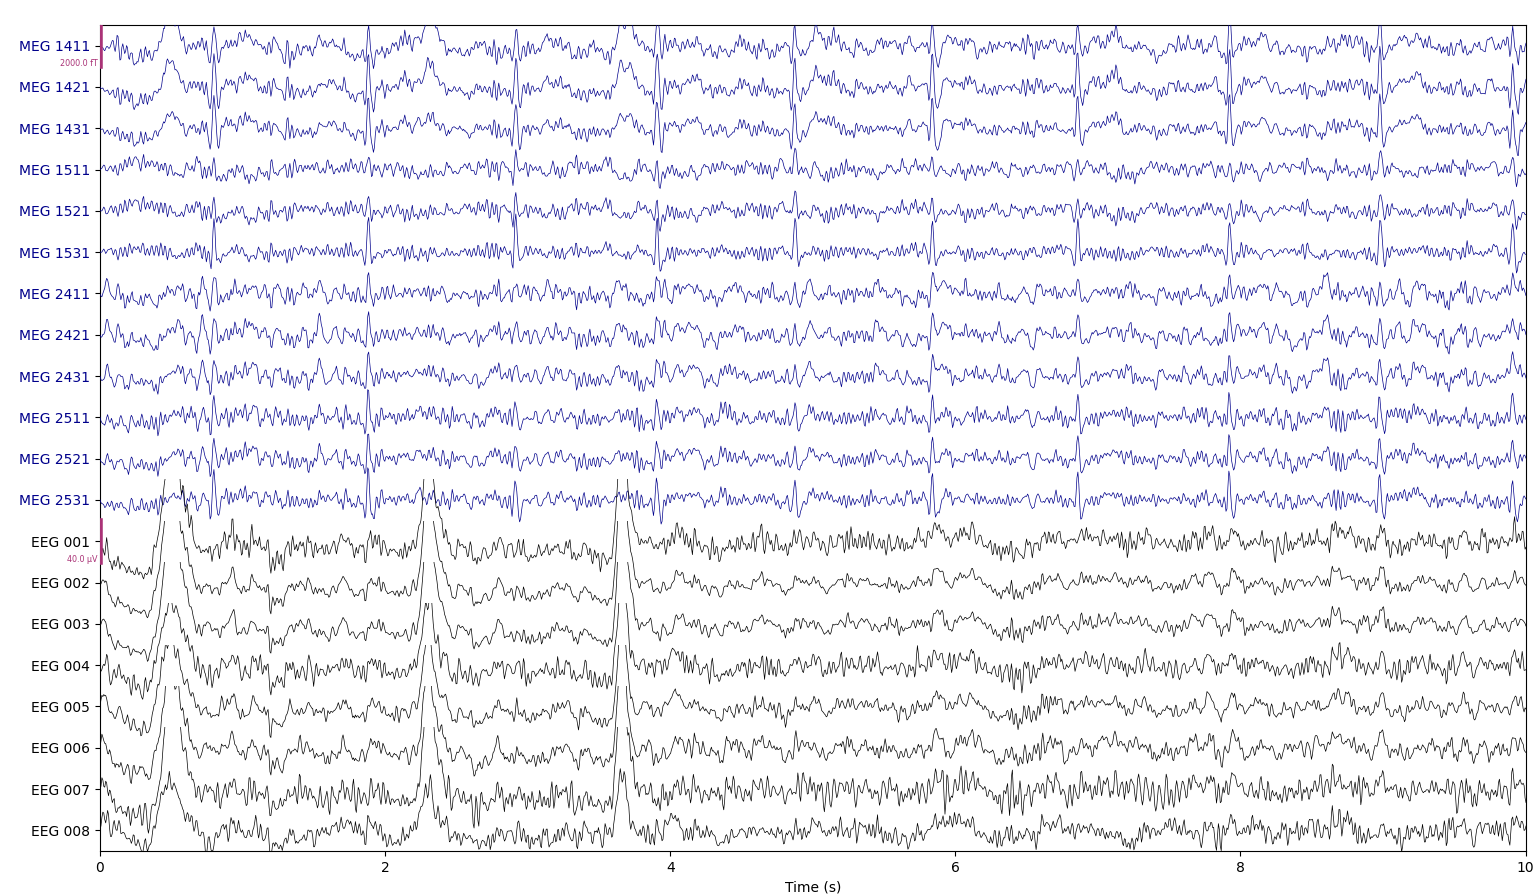 MEG 1411
2000.0 fT
MEG 1421
MEG 1431
MEG 1511
MEG 1521
MEG 1531
MEG 2411
MEG 2421
MEG 2431
MEG 2511
MEG 2521
MEG 2531
EEG 001
40.0 µV
EEG 002
EEG 003
EEG 004
EEG 005
EEG 006
EEG 007
EEG 008
0 2 4 6 8 10
Time (s)